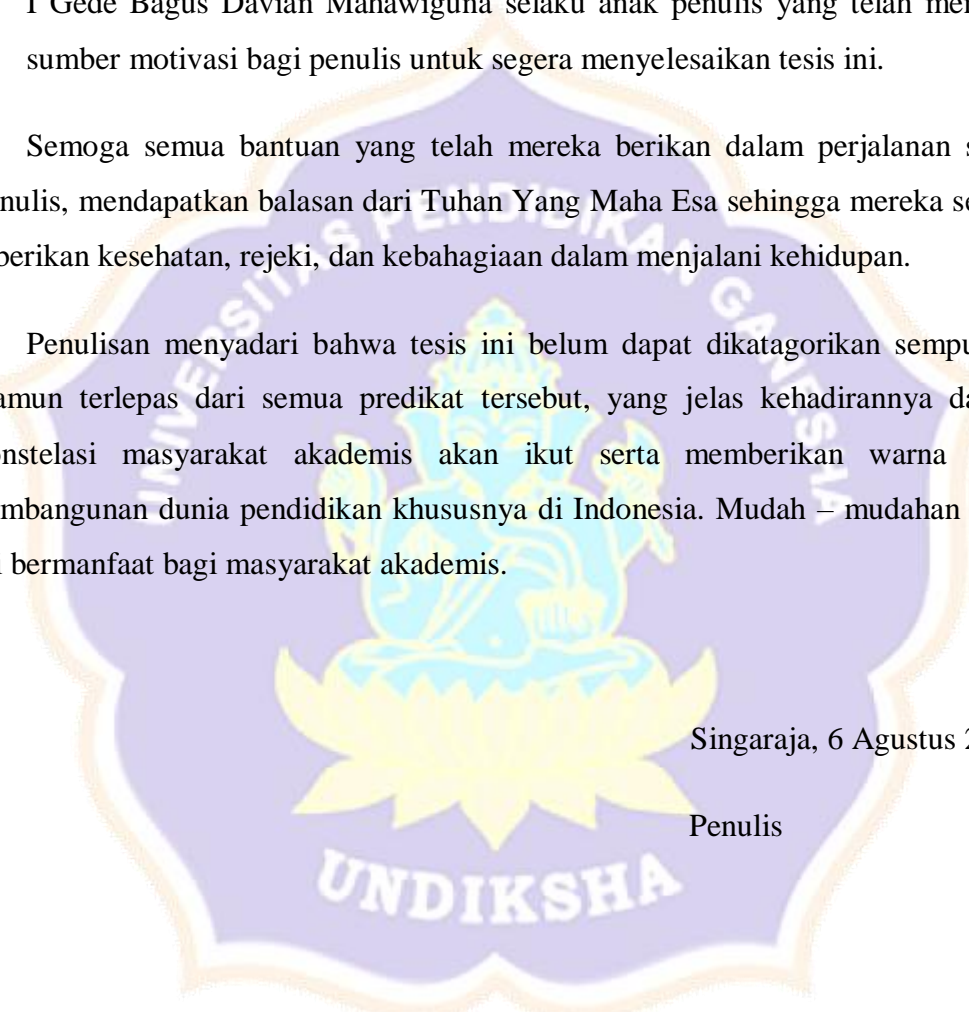 I Gede Bagus Davian Mahawiguna selaku anak penulis yang telah
sumber motivasi bagi penulis untuk segera menyelesaikan tesis ini.
Semoga semua bantuan yang telah mereka berikan dalam perjalanan
nulis, mendapatkan balasan dari Tuhan Yang Maha Esa sehingga mereka
berikan kesehatan, rejeki, dan kebahagiaan dalam menjalani kehidupan.
Penulisan menyadari bahwa tesis ini belum dapat dikatagorikan
amun terlepas dari semua predikat tersebut, yang jelas kehadirannya
onstelasi masyarakat akademis akan ikut serta memberikan warna
mbangunan dunia pendidikan khususnya di Indonesia. Mudah – mudahan
i bermanfaat bagi masyarakat akademis.
Singaraja, 6 Agustus
Penulis
UNIVERSITAS PENDIDIKAN GANESHA
UNDIKSHA